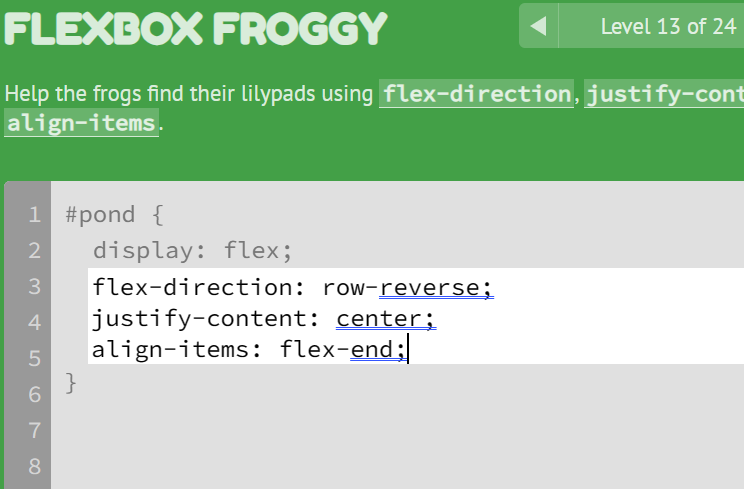 FLEXBOX FROGGY
Level 13 of 24
Help the frogs find their lilypads using flex-direction, justify-cont
align-items.
1 #pond {
2 display: flex;
3 flex-direction: row-reverse;
4 justify-content: center;
5 align-items: flex-end;
6 }
7
8